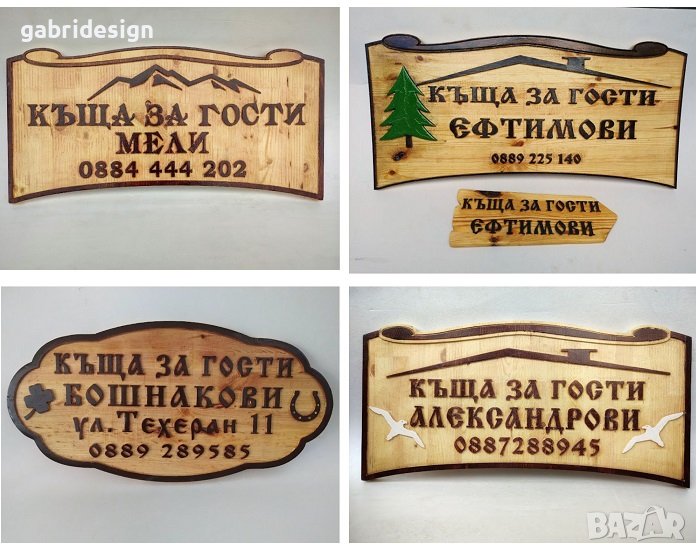 gabridesign
КЪЩА ЗА ГОСТИ
МЕЛИ
0884 444 202
КЪЩА ЗА ГОСТИ
ЕФТИМОВИ
0889 225 140
КЪЩА ЗА ГОСТИ
ЕФТИМОВИ
КЪЩА ЗА ГОСТИ
БОШНАКОВИ
ул.Техеран 11
0889 289585
КЪЩА ЗА ГОСТИ
АЛЕКСАНДРОВИ
0887288945
BAZAR